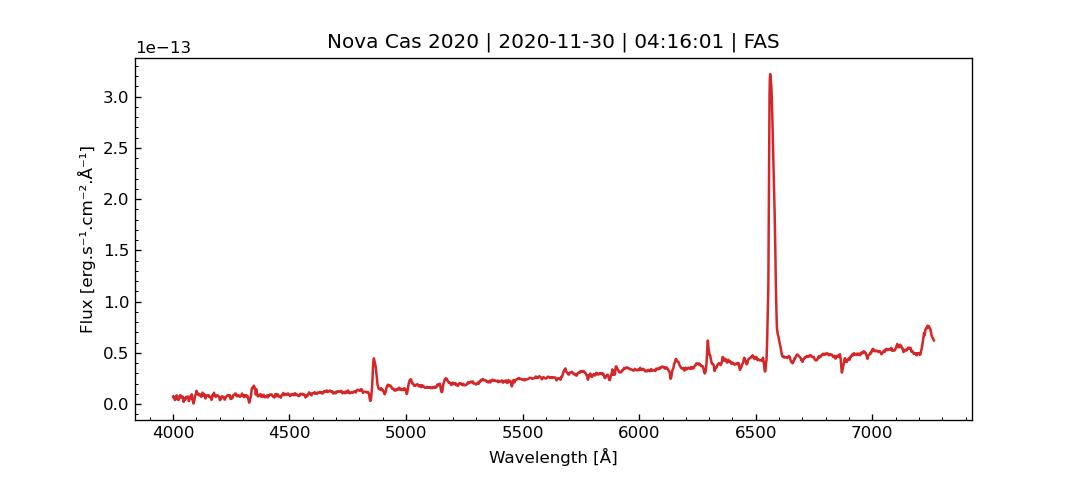 Nova Cas 2020 | 2020-11-30 | 04:16:01 | FAS
1e−13
3.0
2.5
2.0
1.5
1.0
0.5
0.0
Flux [erg.s⁻¹.cm⁻².Å⁻¹]
4000 4500 5000 5500 6000 6500 7000
Wavelength [Å]